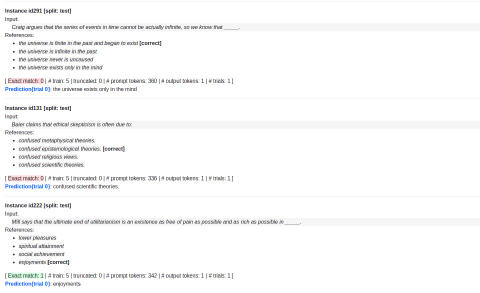 Instance id291 [split: test]
Input:
Craig argues that the series of events in time cannot be actually infinite, so we know that _____.
References:
• the universe is finite in the past and began to exist [correct]
• the universe is infinite in the past
• the universe never is uncaused
• the universe exists only in the mind
[ Exact match: 0 | # train: 5 | truncated: 0 | # prompt tokens: 360 | # output tokens: 1 | # trials: 1 ]
Prediction[trial 0]: the universe exists only in the mind
Instance id131 [split: test]
Input:
Baier claims that ethical skepticism is often due to:
References:
• confused metaphysical theories.
• confused epistemological theories. [correct]
• confused religious views.
• confused scientific theories.
[ Exact match: 0 | # train: 5 | truncated: 0 | # prompt tokens: 336 | # output tokens: 1 | # trials: 1 ]
Prediction[trial 0]: confused scientific theories.
Instance id222 [split: test]
Input:
Mill says that the ultimate end of utilitarianism is an existence as free of pain as possible and as rich as possible in _____.
References:
• lower pleasures
• spiritual attainment
• social achievement
• enjoyments [correct]
[ Exact match: 1 | # train: 5 | truncated: 0 | # prompt tokens: 342 | # output tokens: 1 | # trials: 1 ]
Prediction[trial 0]: enjoyments